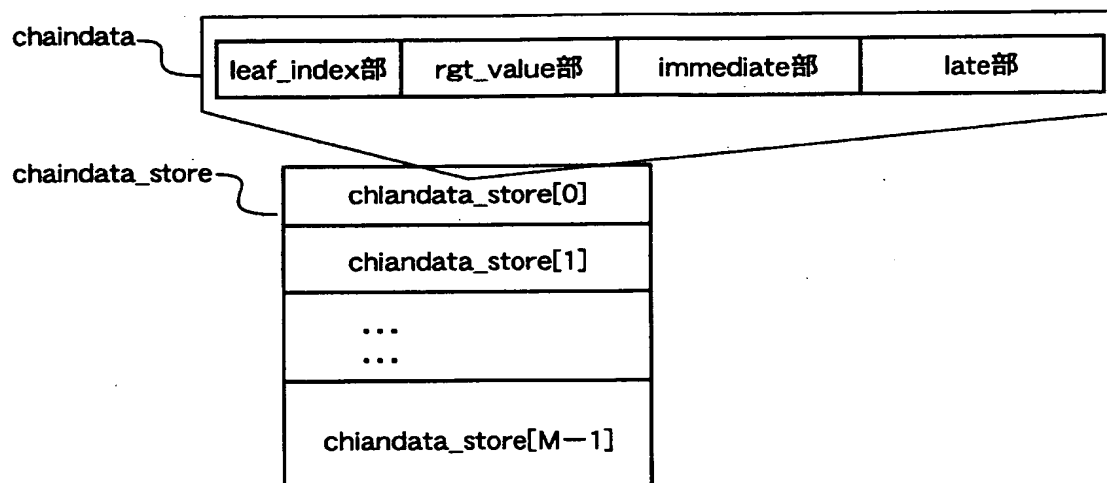 chaindata
leaf_index部 rgt_value部 immediate部 late部
chaindata_store
chiandata_store[0]
chiandata_store[1]
...
...
chiandata_store[M－1]